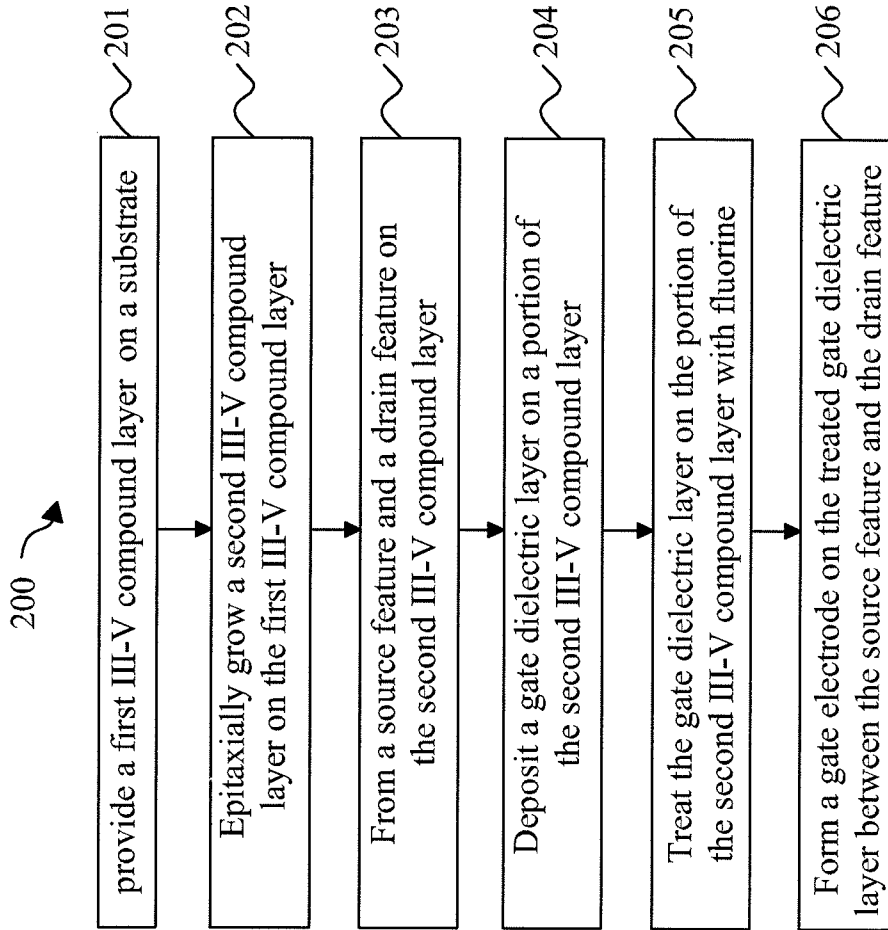 200
provide a first III-V compound layer on a substrate
201
Epitaxially grow a second III-V compound
layer on the first III-V compound layer
202
From a source feature and a drain feature on
the second III-V compound layer
203
Deposit a gate dielectric layer on a portion of
the second III-V compound layer
204
Treat the gate dielectric layer on the portion of
the second III-V compound layer with fluorine
205
Form a gate electrode on the treated gate dielectric
layer between the source feature and the drain feature
206